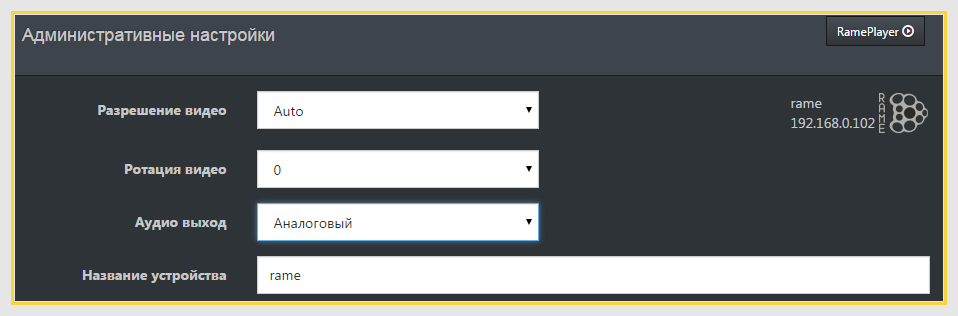 Административные настройки
RamePlayer
Разрешение видео
Auto
rame
192.168.0.102
RAME
Ротация видео
0
Аудио выход
Аналоговый
Название устройства
rame